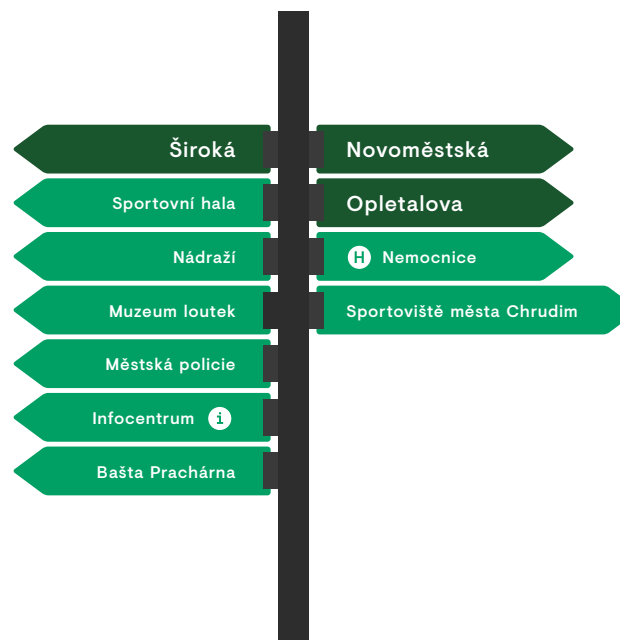 Široká
Sportovní hala
Nádraží
Muzeum loutek
Městská policie
Infocentrum i
Bašta Prachárna
Novoměstská
Opletalova
H Nemocnice
Sportoviště města Chrudim